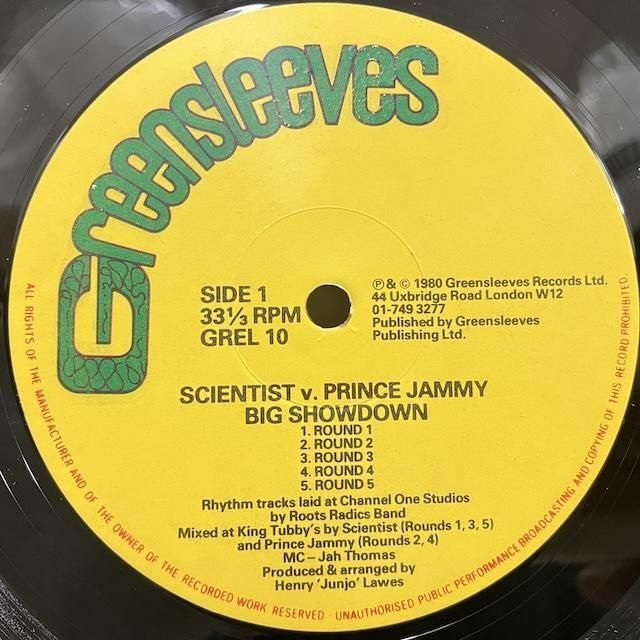 Greensleeves
SIDE 1
33⅓ RPM
GREL 10
Ⓟ & © 1980 Greensleeves Records Ltd.
44 Uxbridge Road London W12
01-749 3277
Published by Greensleeves
Publishing Ltd.
SCIENTIST v. PRINCE JAMMY
BIG SHOWDOWN
1. ROUND 1
2. ROUND 2
3. ROUND 3
4. ROUND 4
5. ROUND 5
Rhythm tracks laid at Channel One Studios
by Roots Radics Band
Mixed at King Tubby's by Scientist (Rounds 1, 3, 5)
and Prince Jammy (Rounds 2, 4)
MC – Jah Thomas
Produced & arranged by
Henry 'Junjo' Lawes
ALL RIGHTS OF THE MANUFACTURER AND OF THE OWNER OF THE RECORDED WORK RESERVED · UNAUTHORISED PUBLIC PERFORMANCE BROADCASTING AND COPYING OF THIS RECORD PROHIBITED.